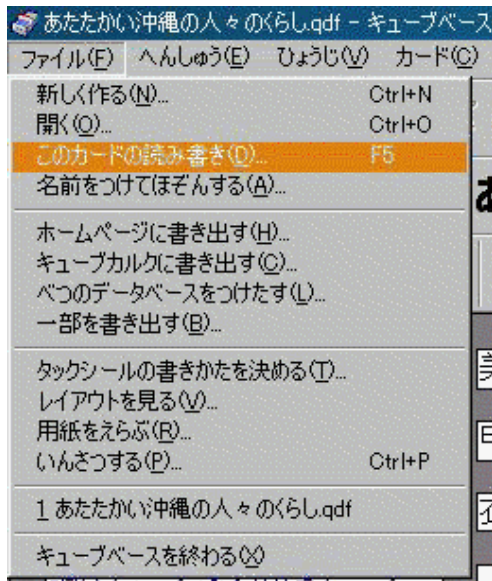 あたたかい沖縄の人々のくらし.qdf - キューブベース
ファイル(F) へんしゅう(E) ひょうじ(V) カード(C)
新しく作る(N)... Ctrl+N
開く(O)... Ctrl+O
このカードの読み書き(D)... F5
名前をつけてほぞんする(A)...
ホームページに書き出す(H)...
キューブカルクに書き出す(C)...
べつのデータベースをつけたす(L)...
一部を書き出す(B)...
タックシールの書きかたを決める(T)...
レイアウトを見る(V)...
用紙をえらぶ(R)...
いんさつする(P)... Ctrl+P
1 あたたかい沖縄の人々のくらし.qdf
キューブベースを終わる(X)